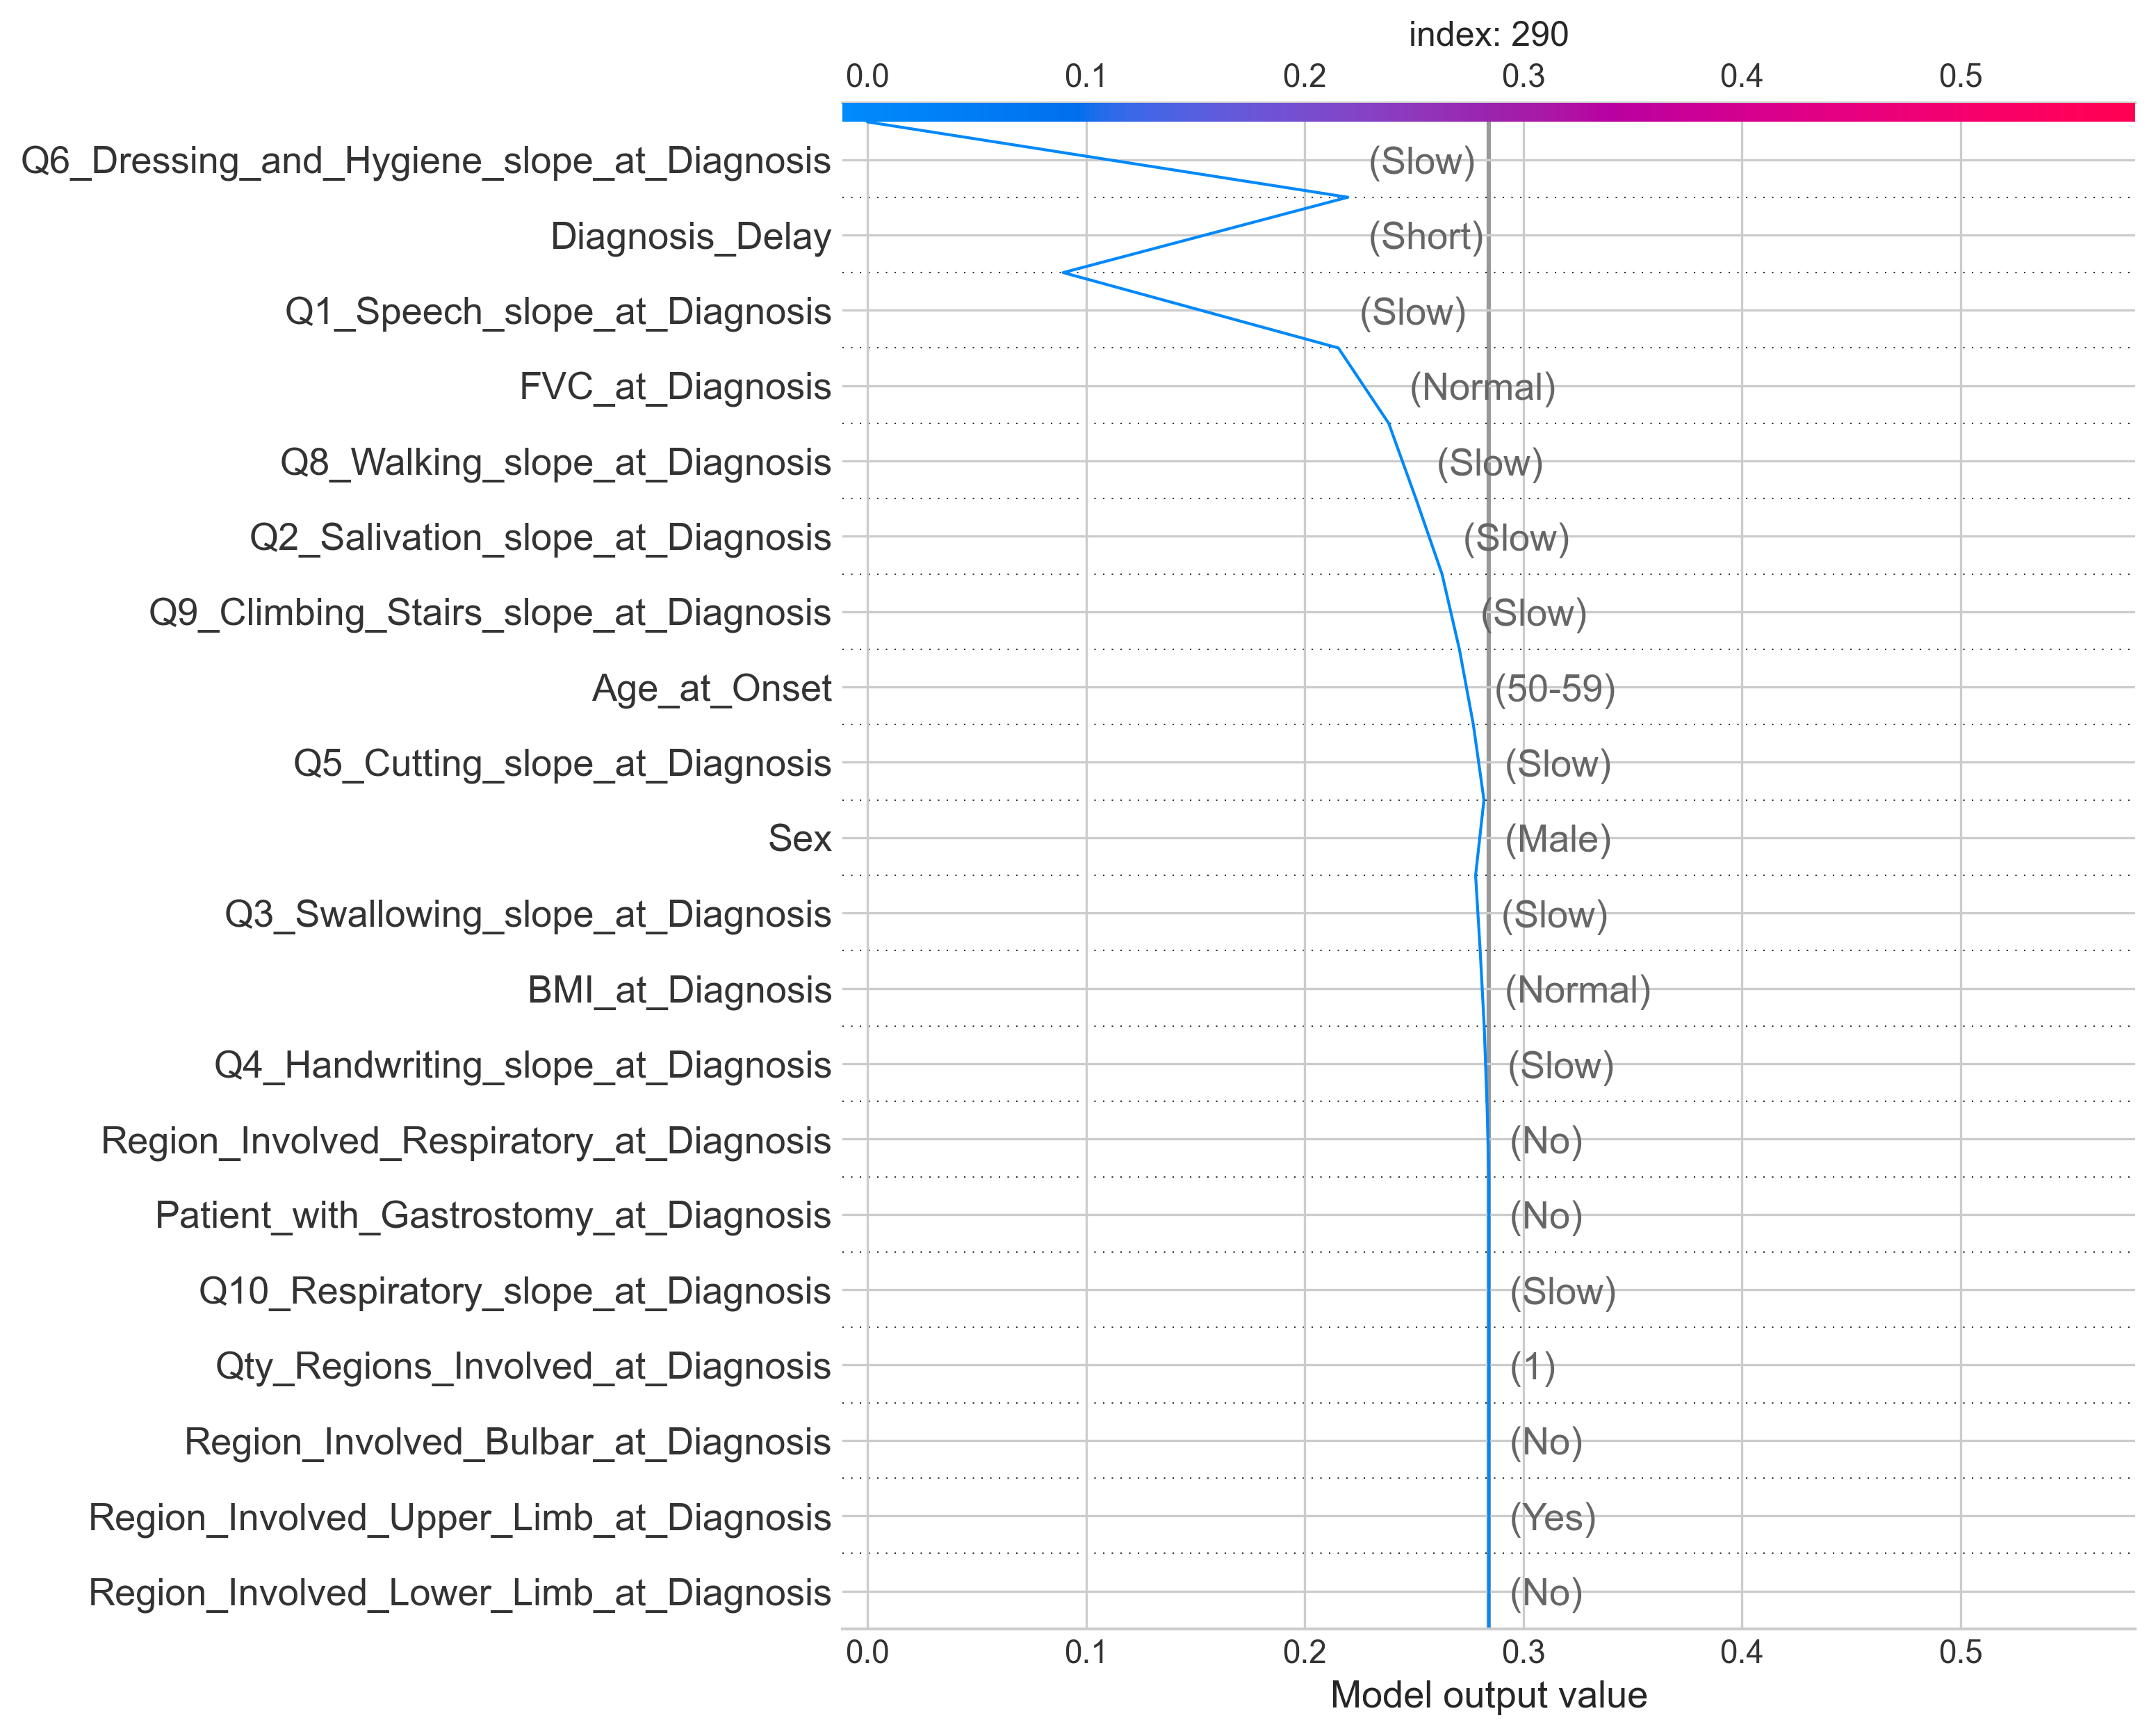 index: 290
0.0 0.1 0.2 0.3 0.4 0.5
Q6_Dressing_and_Hygiene_slope_at_Diagnosis (Slow)
Diagnosis_Delay (Short)
Q1_Speech_slope_at_Diagnosis (Slow)
FVC_at_Diagnosis (Normal)
Q8_Walking_slope_at_Diagnosis (Slow)
Q2_Salivation_slope_at_Diagnosis (Slow)
Q9_Climbing_Stairs_slope_at_Diagnosis (Slow)
Age_at_Onset (50-59)
Q5_Cutting_slope_at_Diagnosis (Slow)
Sex (Male)
Q3_Swallowing_slope_at_Diagnosis (Slow)
BMI_at_Diagnosis (Normal)
Q4_Handwriting_slope_at_Diagnosis (Slow)
Region_Involved_Respiratory_at_Diagnosis (No)
Patient_with_Gastrostomy_at_Diagnosis (No)
Q10_Respiratory_slope_at_Diagnosis (Slow)
Qty_Regions_Involved_at_Diagnosis (1)
Region_Involved_Bulbar_at_Diagnosis (No)
Region_Involved_Upper_Limb_at_Diagnosis (Yes)
Region_Involved_Lower_Limb_at_Diagnosis (No)
0.0 0.1 0.2 0.3 0.4 0.5
Model output value